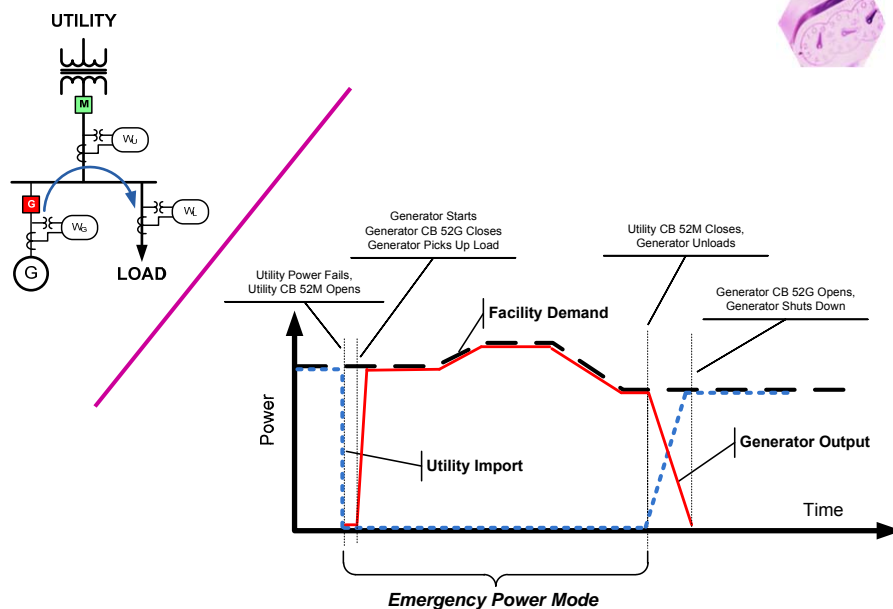 UTILITY
M
WU
G
WG
WL
G
LOAD
Generator Starts
Generator CB 52G Closes
Generator Picks Up Load
Utility CB 52M Closes,
Generator Unloads
Utility Power Fails,
Utility CB 52M Opens
Generator CB 52G Opens,
Generator Shuts Down
Facility Demand
Power
Utility Import
Generator Output
Time
Emergency Power Mode